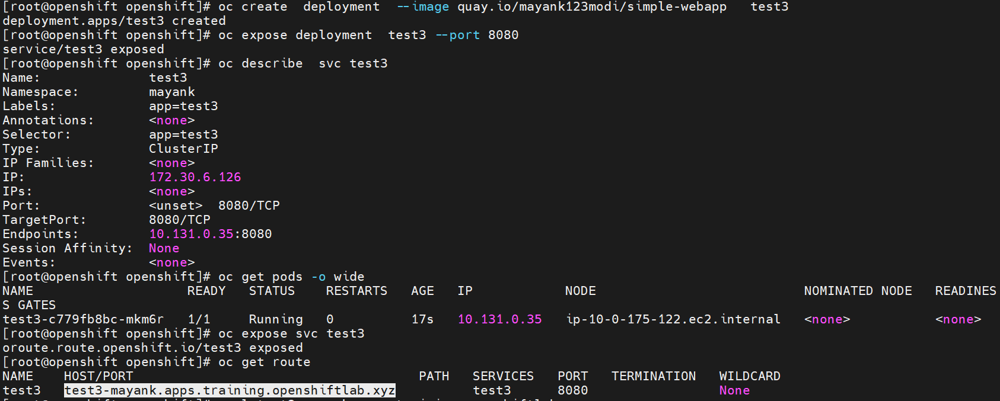 [root@openshift openshift]# oc create  deployment  --image quay.io/mayank123modi/simple-webapp   test3
deployment.apps/test3 created
[root@openshift openshift]# oc expose deployment  test3 --port 8080
service/test3 exposed
[root@openshift openshift]# oc describe  svc test3
Name:              test3
Namespace:         mayank
Labels:            app=test3
Annotations:       <none>
Selector:          app=test3
Type:              ClusterIP
IP Families:       <none>
IP:                172.30.6.126
IPs:               <none>
Port:              <unset>  8080/TCP
TargetPort:        8080/TCP
Endpoints:         10.131.0.35:8080
Session Affinity:  None
Events:            <none>
[root@openshift openshift]# oc get pods -o wide
NAME                    READY   STATUS    RESTARTS   AGE   IP            NODE                           NOMINATED NODE   READINES
S GATES
test3-c779fb8bc-mkm6r   1/1     Running   0          17s   10.131.0.35   ip-10-0-175-122.ec2.internal   <none>           <none>
[root@openshift openshift]# oc expose svc test3
oroute.route.openshift.io/test3 exposed
[root@openshift openshift]# oc get route
NAME    HOST/PORT                                     PATH   SERVICES   PORT   TERMINATION   WILDCARD
test3   test3-mayank.apps.training.openshiftlab.xyz          test3      8080                 None